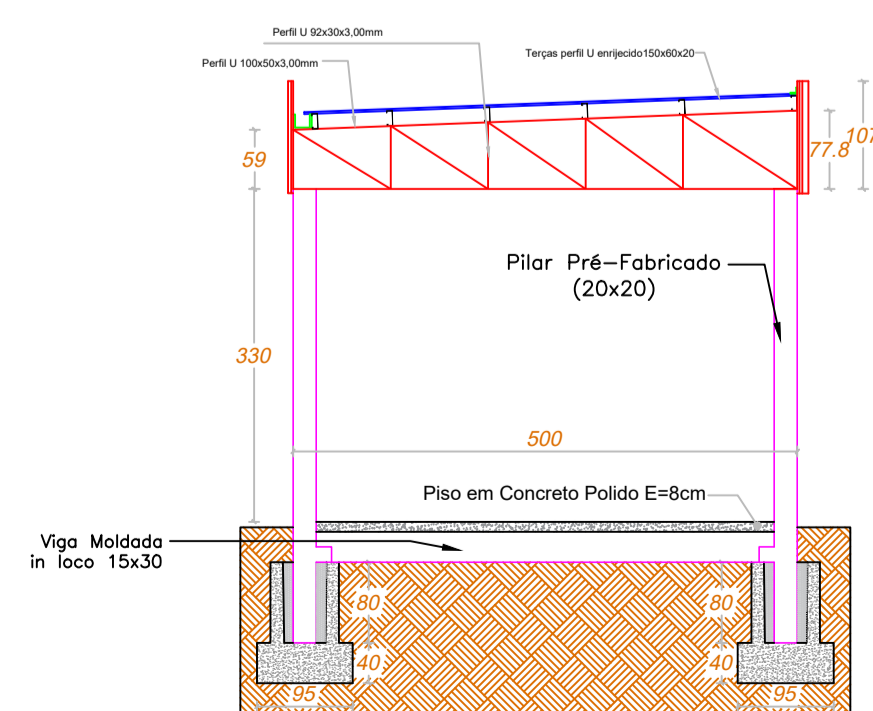 Perfil U 92x30x3,00mm
Perfil U 100x50x3,00mm
Terças perfil U enrijecido150x60x20
59
77.8
107
Pilar Pré-Fabricado
(20x20)
330
500
Piso em Concreto Polido E=8cm
Viga Moldada
in loco 15x30
80
80
40
40
95
95